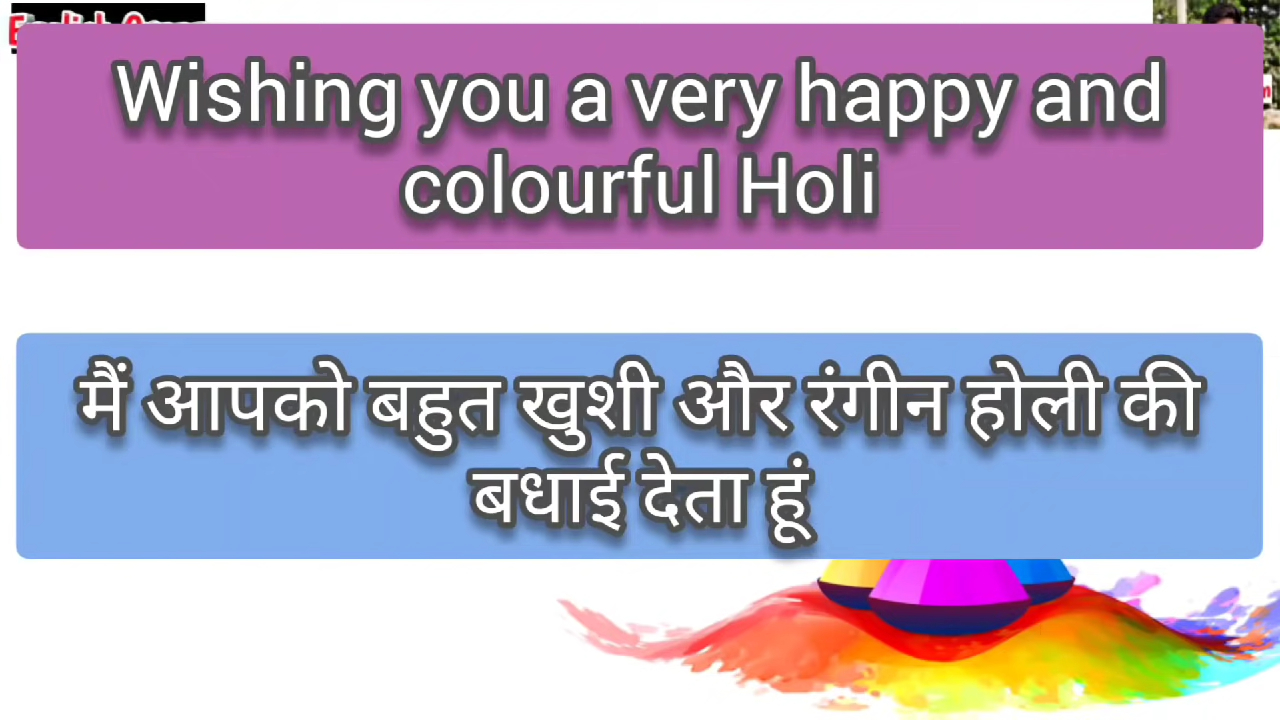 Wishing you a very happy and
colourful Holi
मैं आपको बहुत खुशी और रंगीन होली की
बधाई देता हूं